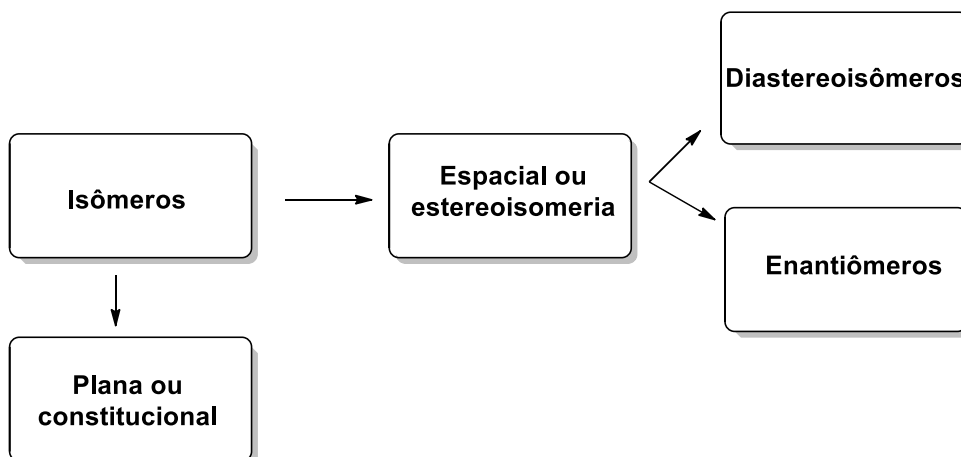 Isômeros
Espacial ou
estereoisomeria
Diastereoisômeros
Enantiômeros
Plana ou
constitucional